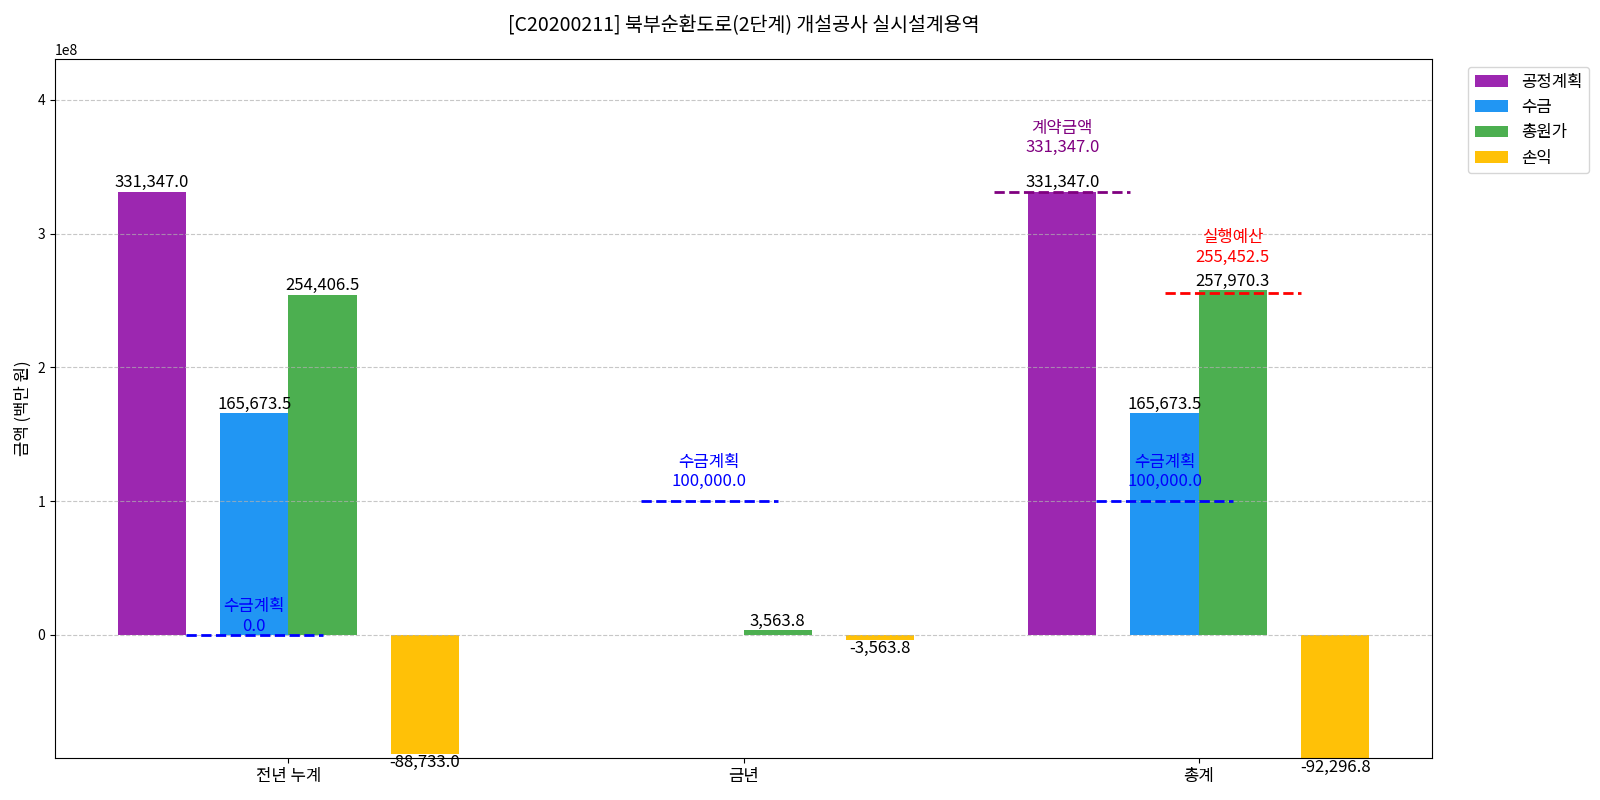 [C20200211] 북부순환도로(2단계) 개설공사 실시설계용역
1e8
금액 (백만 원)
4
3
2
1
0
331,347.0
165,673.5
254,406.5
-88,733.0
수금계획
0.0
수금계획
100,000.0
3,563.8
-3,563.8
계약금액
331,347.0
331,347.0
실행예산
255,452.5
257,970.3
165,673.5
수금계획
100,000.0
-92,296.8
전년 누계
금년
총계
공정계획
수금
총원가
손익